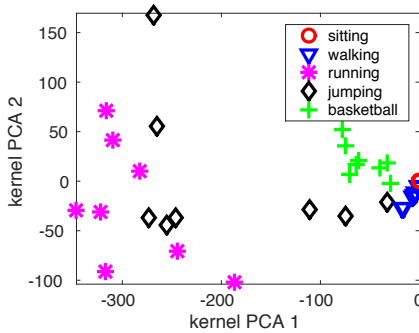 150
100
50
0
-50
-100
kernel PCA 2
sitting
walking
running
jumping
basketball
-300
-200
-100
0
kernel PCA 1